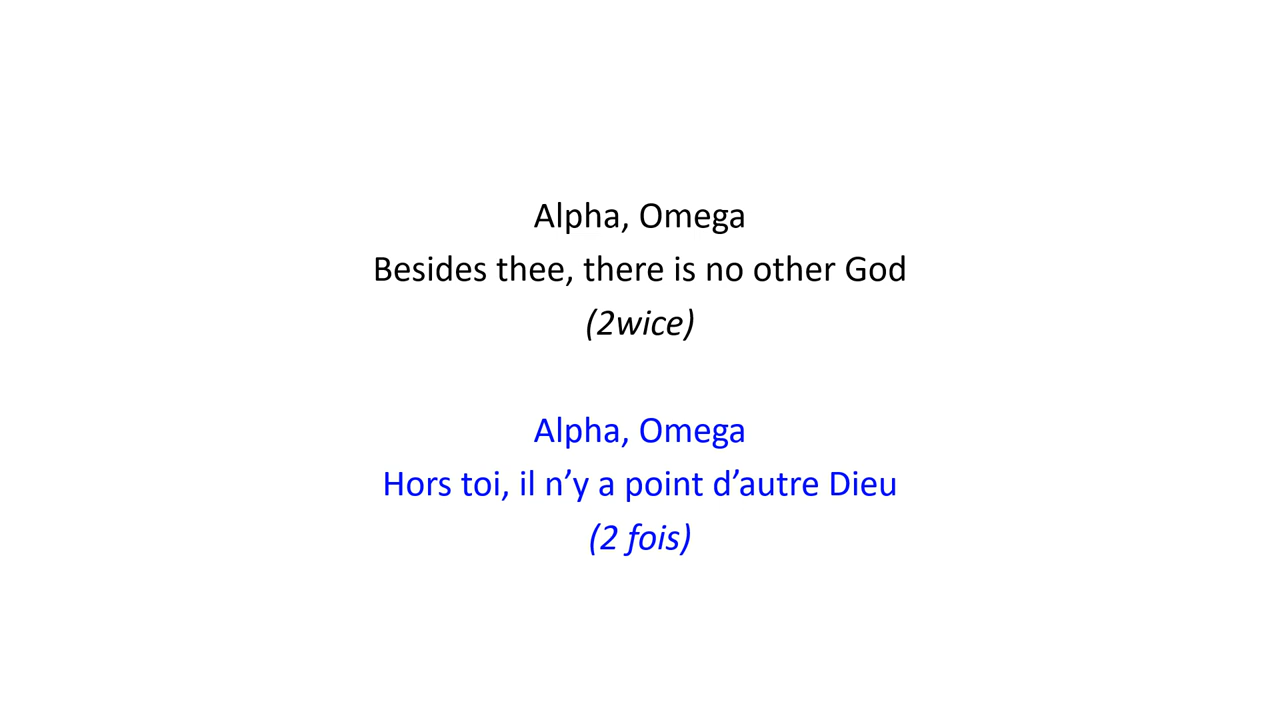 Alpha, Omega
Besides thee, there is no other God
(2wice)
Alpha, Omega
Hors toi, il n’y a point d’autre Dieu
(2 fois)